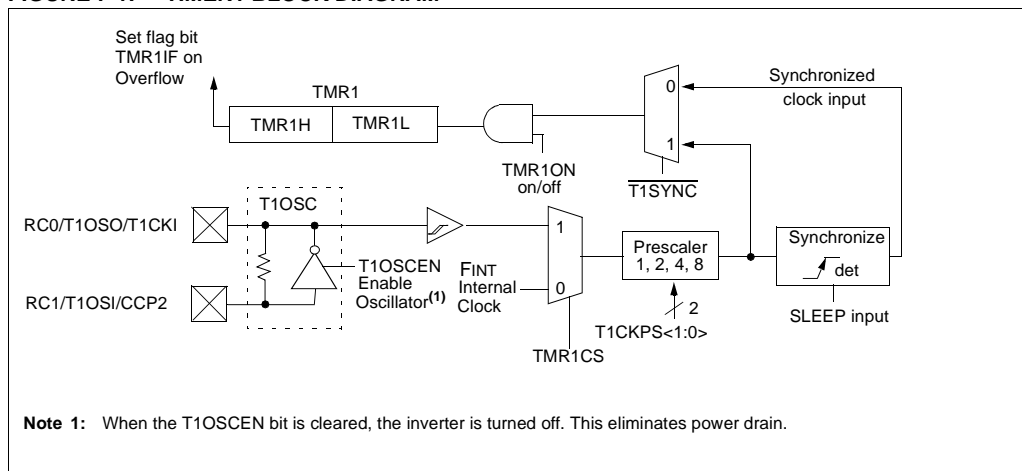 Set flag bit
TMR1IF on
Overflow
TMR1
TMR1H
TMR1L
TMR1ON
on/off
0
1
T1SYNC
Synchronized
clock input
T1OSC
RC0/T1OSO/T1CKI
RC1/T1OSI/CCP2
T1OSCEN
Enable
Oscillator(1)
FINT
Internal
Clock
1
0
TMR1CS
Prescaler
1, 2, 4, 8
2
T1CKPS<1:0>
Synchronize
det
SLEEP input
Note 1: When the T1OSCEN bit is cleared, the inverter is turned off. This eliminates power drain.